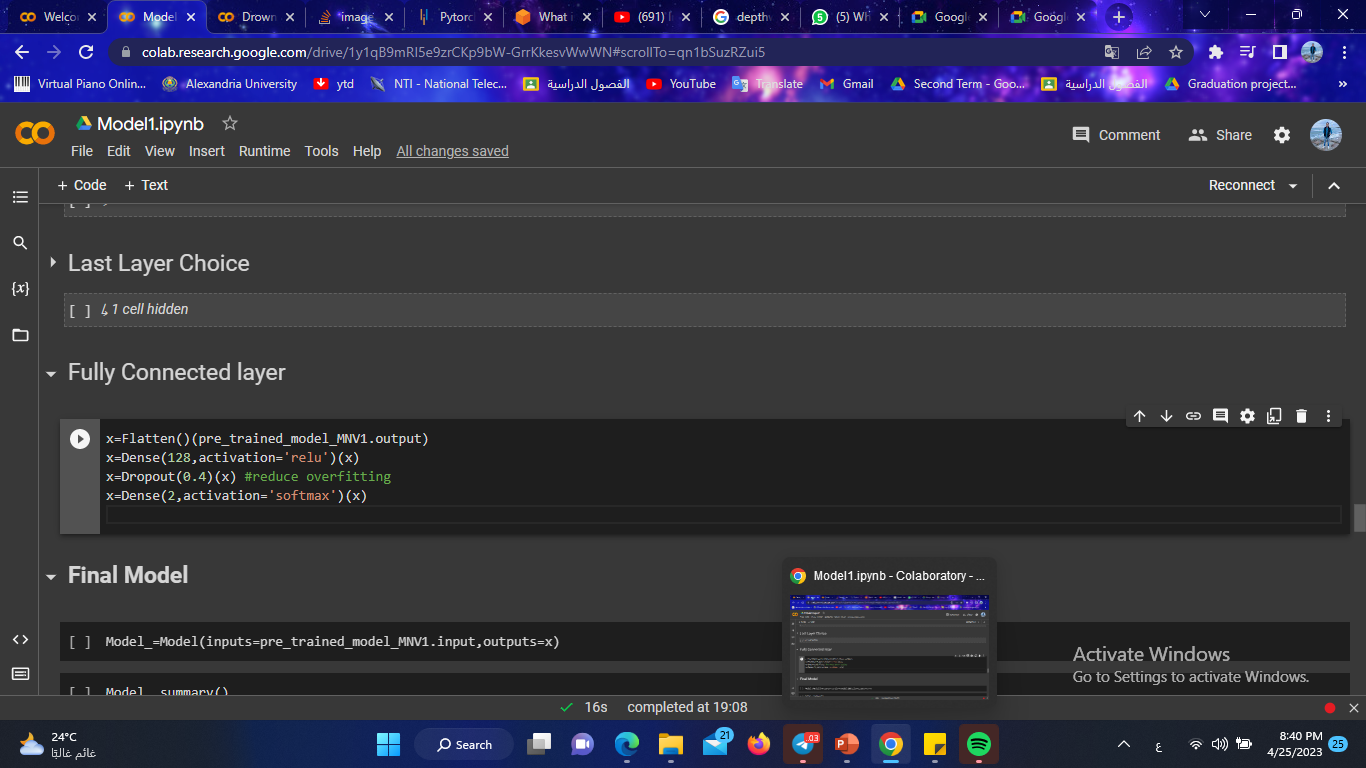 Welcor
Model
Drown
"image
Pytorc
What i
(691) f
depthw
(5) Wh
Googl
Googl
colab.research.google.com/drive/1y1qB9mRI5e9zrCKp9bW-GrrKkesvWwWN#scrollTo=qn1bSuzRZui5
Virtual Piano Onlin...
Alexandria University
ytd
NTI - National Telec...
الفصول الدراسية
YouTube
Translate
Gmail
Second Term - Goo...
الفصول الدراسية
Graduation project...
Model1.ipynb
File Edit View Insert Runtime Tools Help All changes saved
Comment
Share
+ Code + Text
Reconnect
Last Layer Choice
[ ] ↳ 1 cell hidden
Fully Connected layer
x=Flatten()(pre_trained_model_MNV1.output)
x=Dense(128,activation='relu')(x)
x=Dropout(0.4)(x) #reduce overfitting
x=Dense(2,activation='softmax')(x)
Final Model
Model1.ipynb - Colaboratory - ...
[ ] Model_=Model(inputs=pre_trained_model_MNV1.input,outputs=x)
[ ] Model_.summary()
Activate Windows
Go to Settings to activate Windows.
16s completed at 19:08
24°C
غائم غالبًا
Search
21
.03
ع
8:40 PM
4/25/2023
25